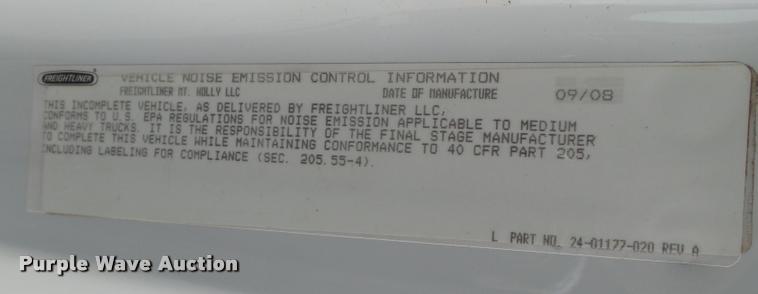 FREIGHTLINER VEHICLE NOISE EMISSION CONTROL INFORMATION
FREIGHTLINER MT. HOLLY LLC DATE OF MANUFACTURE 09/08
THIS INCOMPLETE VEHICLE, AS DELIVERED BY FREIGHTLINER LLC,
CONFORMS TO U.S. EPA REGULATIONS FOR NOISE EMISSION APPLICABLE TO MEDIUM
AND HEAVY TRUCKS. IT IS THE RESPONSIBILITY OF THE FINAL STAGE MANUFACTURER
TO COMPLETE THIS VEHICLE WHILE MAINTAINING CONFORMANCE TO 40 CFR PART 205,
INCLUDING LABELING FOR COMPLIANCE (SEC. 205.55-4).
L PART NO. 24-01177-020 REV A
Purple Wave Auction